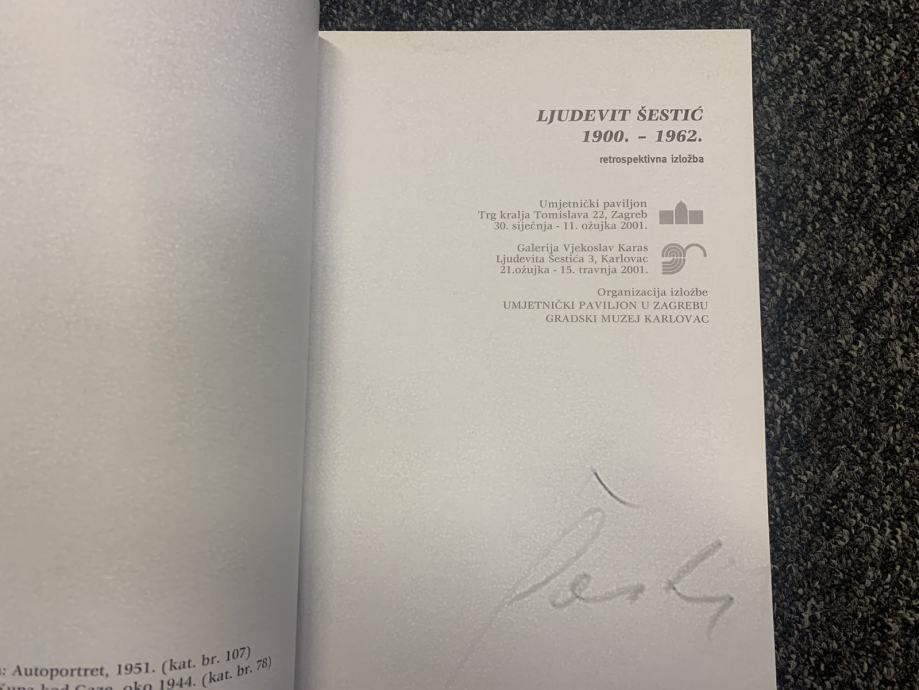 LJUDEVIT ŠESTIĆ
1900. – 1962.
retrospektivna izložba
Umjetnički paviljon
Trg kralja Tomislava 22, Zagreb
30. siječnja - 11. ožujka 2001.
Galerija Vjekoslav Karas
Ljudevita Šestića 3, Karlovac
21.ožujka - 15. travnja 2001.
Organizacija izložbe
UMJETNIČKI PAVILJON U ZAGREBU
GRADSKI MUZEJ KARLOVAC
Autoportret, 1951. (kat. br. 107)
kod Gaze, oko 1944. (kat. br. 78)